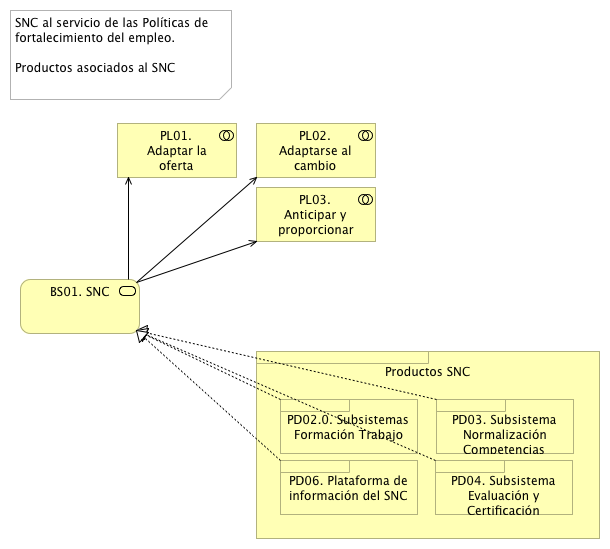 SNC al servicio de las Políticas de
fortalecimiento del empleo.
Productos asociados al SNC
PL01.
Adaptar la
oferta
PL02.
Adaptarse al
cambio
PL03.
Anticipar y
proporcionar
BS01. SNC
Productos SNC
PD02.0. Subsistemas
Formación Trabajo
PD03. Subsistema
Normalización
Competencias
PD06. Plataforma de
información del SNC
PD04. Subsistema
Evaluación y
Certificación